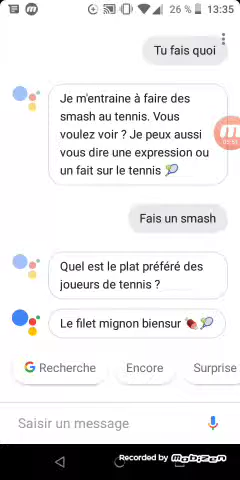 26 % 13:35
Tu fais quoi
Je m'entraine à faire des
smash au tennis. Vous
voulez voir ? Je peux aussi
vous dire une expression ou
un fait sur le tennis 🎾
Fais un smash
Quel est le plat préféré des
joueurs de tennis ?
Le filet mignon biensur 🍖🎾
Recherche Encore Surprise
Saisir un message
Recorded by MOBIZEN